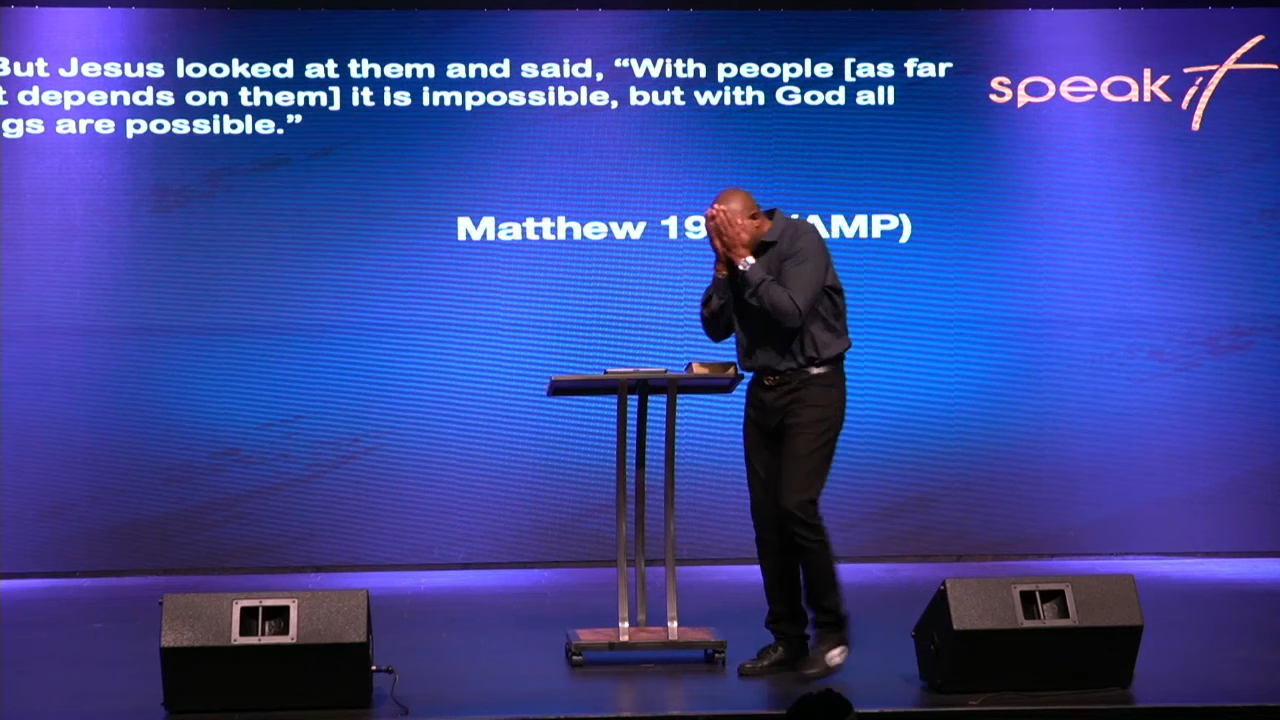 But Jesus looked at them and said, “With people [as far
depends on them] it is impossible, but with God all
are possible.”
speak it
Matthew 19 (AMP)